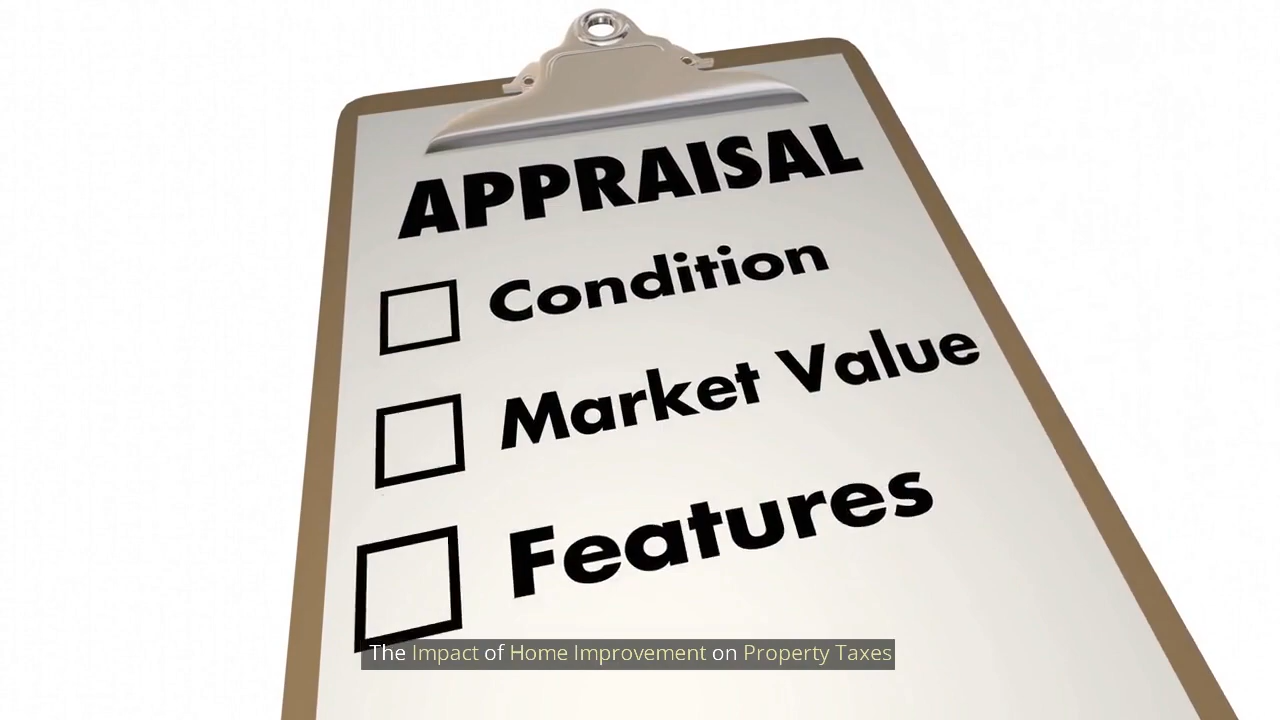 APPRAISAL
Condition
Market Value
Features
The Impact of Home Improvement on Property Taxes